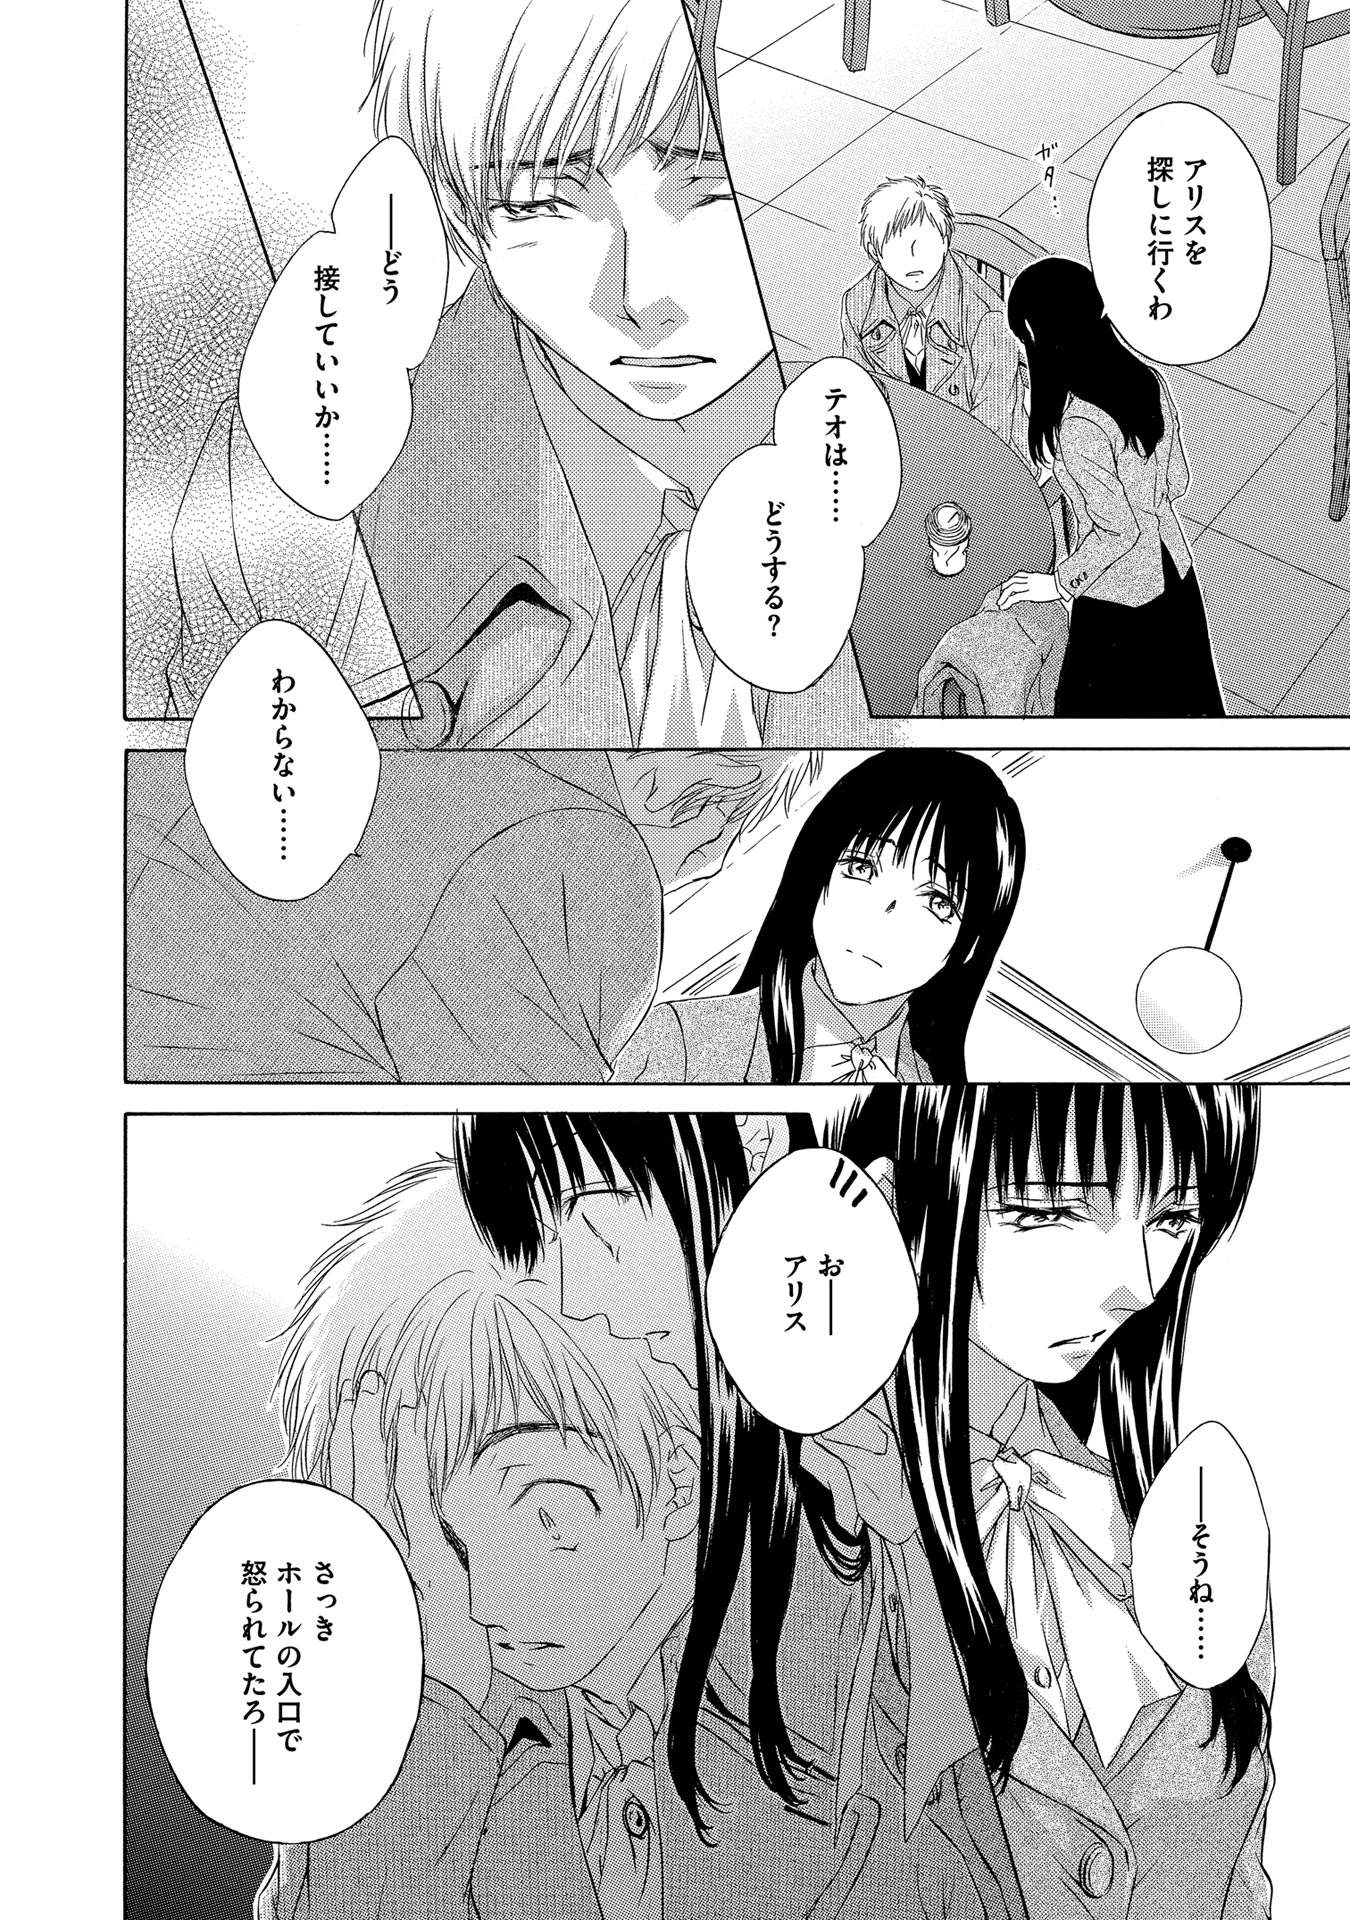 アリスを
探しに行くわ
ガタ…
テオは……
どうする？
――どう
接していいか……
わからない……
――そうね……
お――
アリス
さっき
ホールの入口で
怒られてたろ――